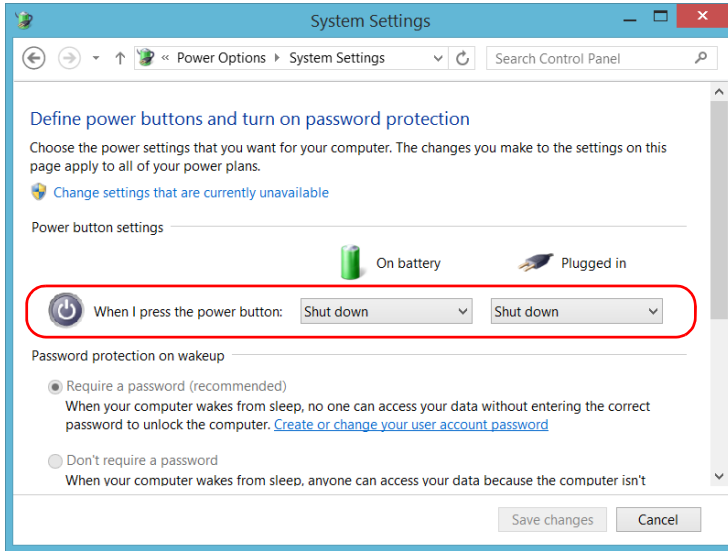 System Settings
« Power Options System Settings Search Control Panel
Define power buttons and turn on password protection
Choose the power settings that you want for your computer. The changes you make to the settings on this
page apply to all of your power plans.
Change settings that are currently unavailable
Power button settings
On battery Plugged in
When I press the power button: Shut down Shut down
Password protection on wakeup
Require a password (recommended)
When your computer wakes from sleep, no one can access your data without entering the correct
password to unlock the computer. Create or change your user account password
Don't require a password
When your computer wakes from sleep, anyone can access your data because the computer isn't
Save changes Cancel